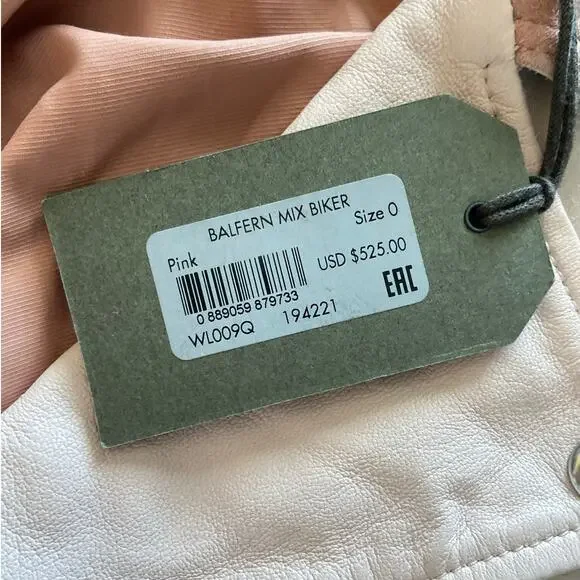 BALFERN MIX BIKER
Pink Size 0
USD $525.00
0 889059 879733
WL009Q 194221
EAC